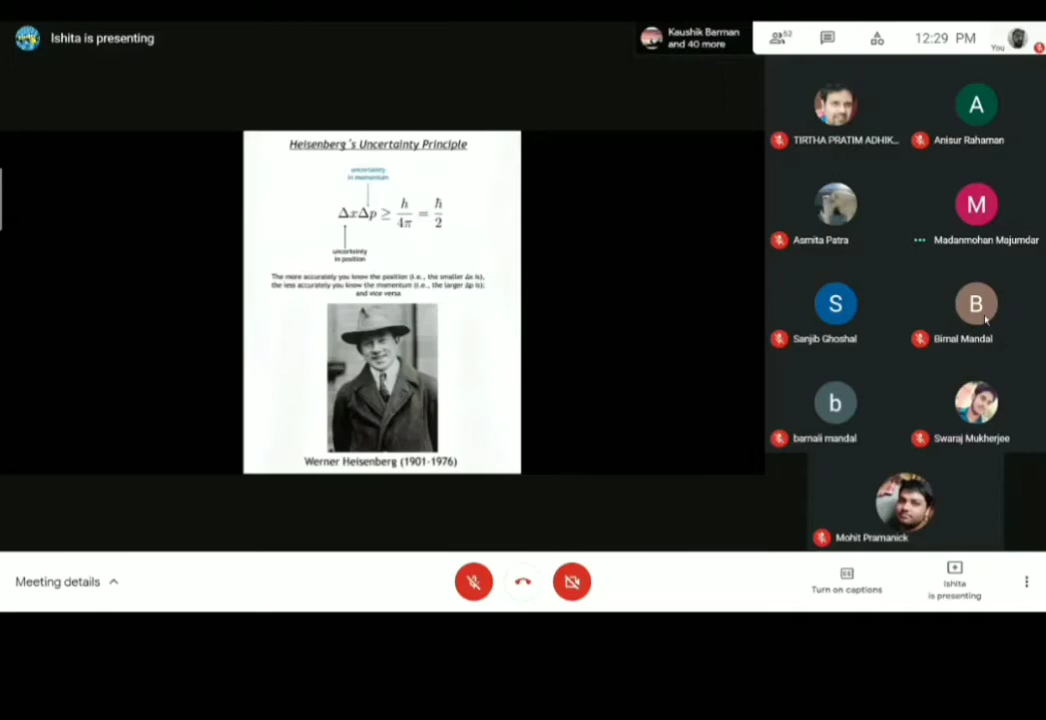 Ishita is presenting
Kaushik Barman
and 40 more
52
12:29 PM
You
Heisenberg's Uncertainty Principle
uncertainty
in momentum
ΔxΔp ≥ h/4π = ħ/2
uncertainty
in position
The more accurately you know the position (i.e., the smaller Δx is),
the less accurately you know the momentum (i.e., the larger Δp is);
and vice versa
Werner Heisenberg (1901-1976)
TIRTHA PRATIM ADHIK...
A
Anisur Rahaman
Asmita Patra
M
Madanmohan Majumdar
S
Sanjib Ghoshal
B
Bimal Mandal
b
barnali mandal
Swaraj Mukherjee
Mohit Pramanick
Meeting details
Turn on captions
Ishita
is presenting